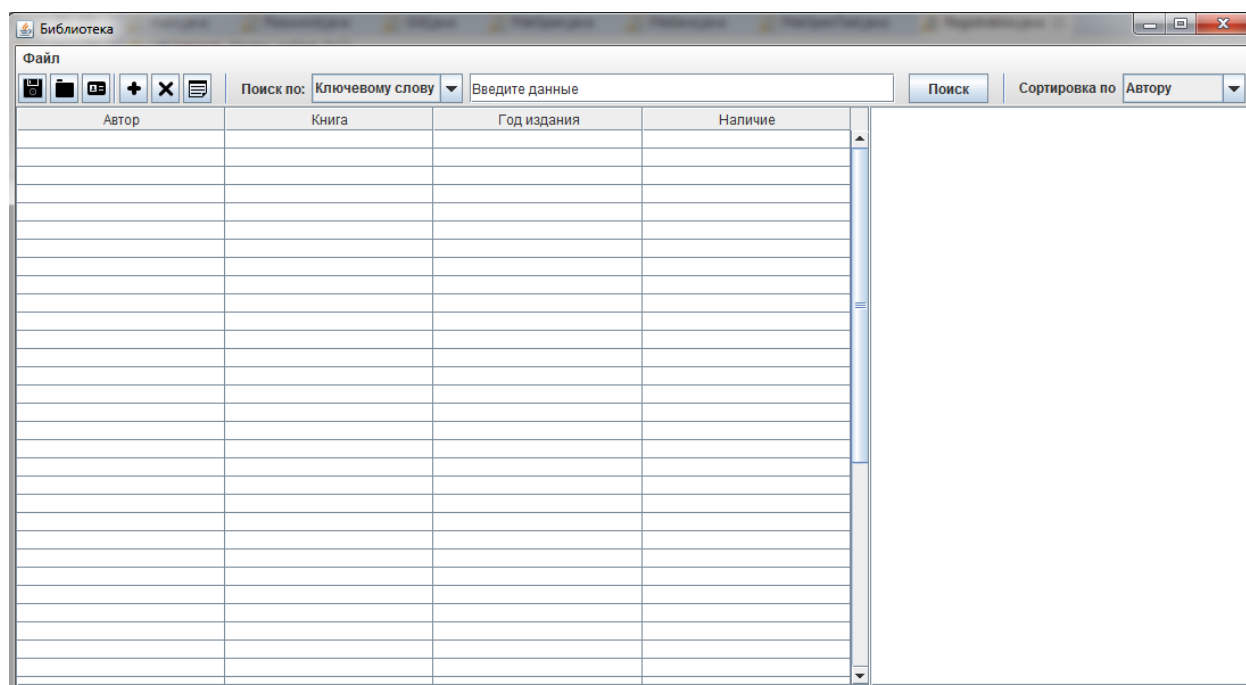 Библиотека
Файл
Поиск по: Ключевому слову Введите данные Поиск Сортировка по Автору
Автор Книга Год издания Наличие